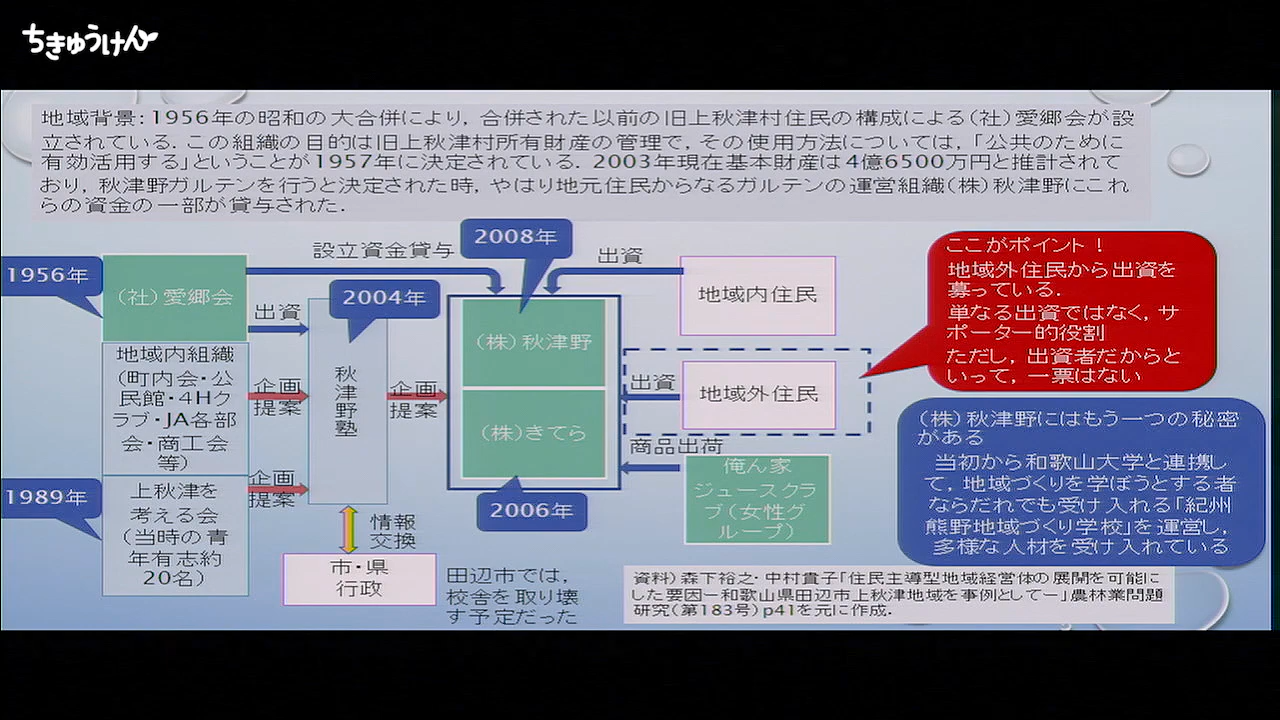 ちきゅうけん
地域背景：1956年の昭和の大合併により，合併された以前の旧上秋津村住民の構成による（社）愛郷会が設
立されている．この組織の目的は旧上秋津村所有財産の管理で，その使用方法については，「公共のために
有効活用する」ということが1957年に決定されている．2003年現在基本財産は4億6500万円と推計されて
おり，秋津野ガルテンを行うと決定された時，やはり地元住民からなるガルテンの運営組織（株）秋津野にこれ
らの資金の一部が貸与された．
1956年
（社）愛郷会
設立資金貸与
2008年
出資
地域内住民
出資
2004年
（株）秋津野
地域内組織
（町内会・公
民館・4Hク
ラブ・JA各部
会・商工会
等）
企画
提案
秋
津
野
塾
企画
提案
（株）きてら
出資
地域外住民
1989年
上秋津を
考える会
（当時の青
年有志約
20名）
企画
提案
2006年
商品出荷
俺ん家
ジュースクラ
ブ（女性グ
ループ）
情報
交換
市・県
行政
田辺市では，
校舎を取り壊
す予定だった
ここがポイント！
地域外住民から出資を
募っている．
単なる出資ではなく，サ
ポーター的役割
ただし，出資者だからと
いって，一票はない
（株）秋津野にはもう一つの秘密
がある
当初から和歌山大学と連携し
て，地域づくりを学ぼうとする者
ならだれでも受け入れる「紀州
熊野地域づくり学校」を運営し，
多様な人材を受け入れている
資料）森下裕之・中村貴子「住民主導型地域経営体の展開を可能に
した要因－和歌山県田辺市上秋津地域を事例として－」農林業問題
研究（第183号）p41を元に作成．